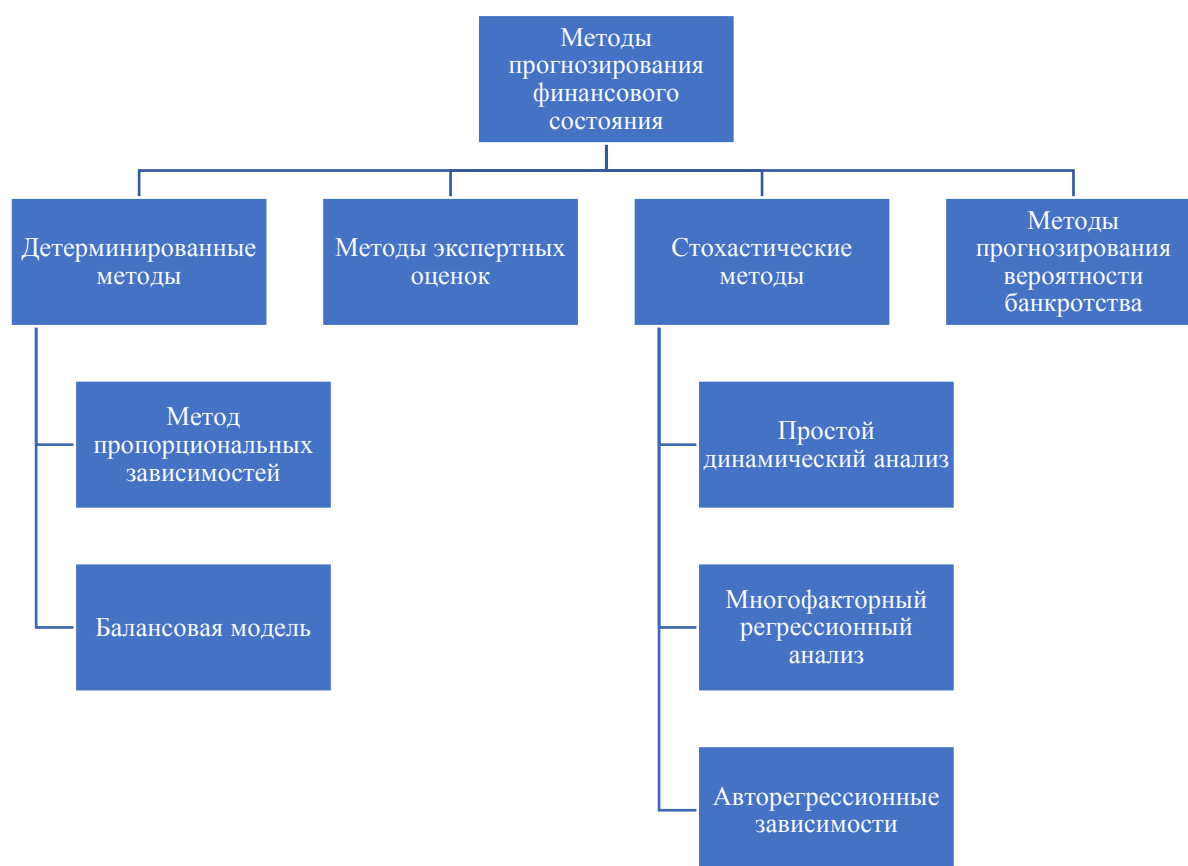 Методы
прогнозирования
финансового
состояния
Детерминированные
методы
Методы экспертных
оценок
Стохастические
методы
Методы
прогнозирования
вероятности
банкротства
Метод
пропорциональных
зависимостей
Простой
динамический анализ
Балансовая модель
Многофакторный
регрессионный
анализ
Авторегрессионные
зависимости